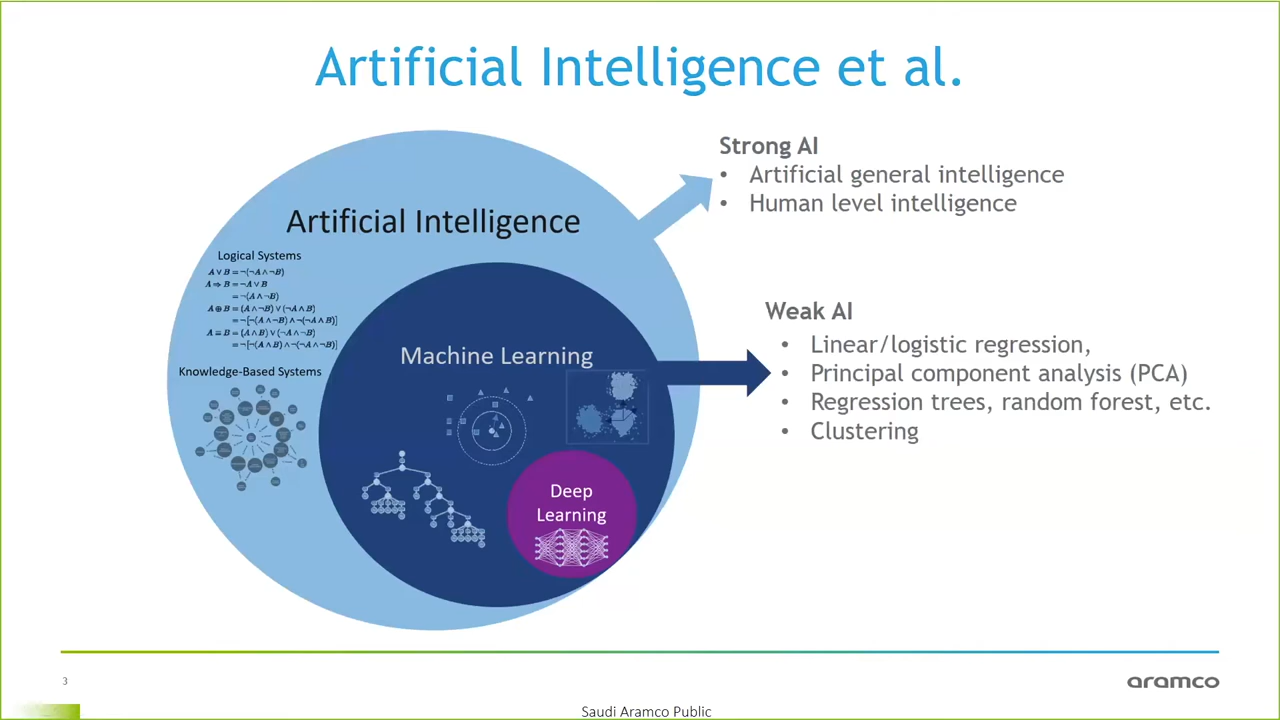 Artificial Intelligence et al.
Strong AI
• Artificial general intelligence
• Human level intelligence
Artificial Intelligence
Logical Systems
A ∨ B = ¬(¬A ∧ ¬B)
A ⇒ B = ¬A ∨ B
= ¬(A ∧ ¬B)
A ⊕ B = (A ∧ ¬B) ∨ (¬A ∧ B)
= ¬[¬(A ∧ ¬B) ∧ ¬(¬A ∧ B)]
A ≡ B = (A ∧ B) ∨ (¬A ∧ ¬B)
= ¬[¬(A ∧ B) ∧ ¬(¬A ∧ ¬B)]
Knowledge-Based Systems
Machine Learning
Deep
Learning
Weak AI
• Linear/logistic regression,
• Principal component analysis (PCA)
• Regression trees, random forest, etc.
• Clustering
3
aramco
Saudi Aramco Public